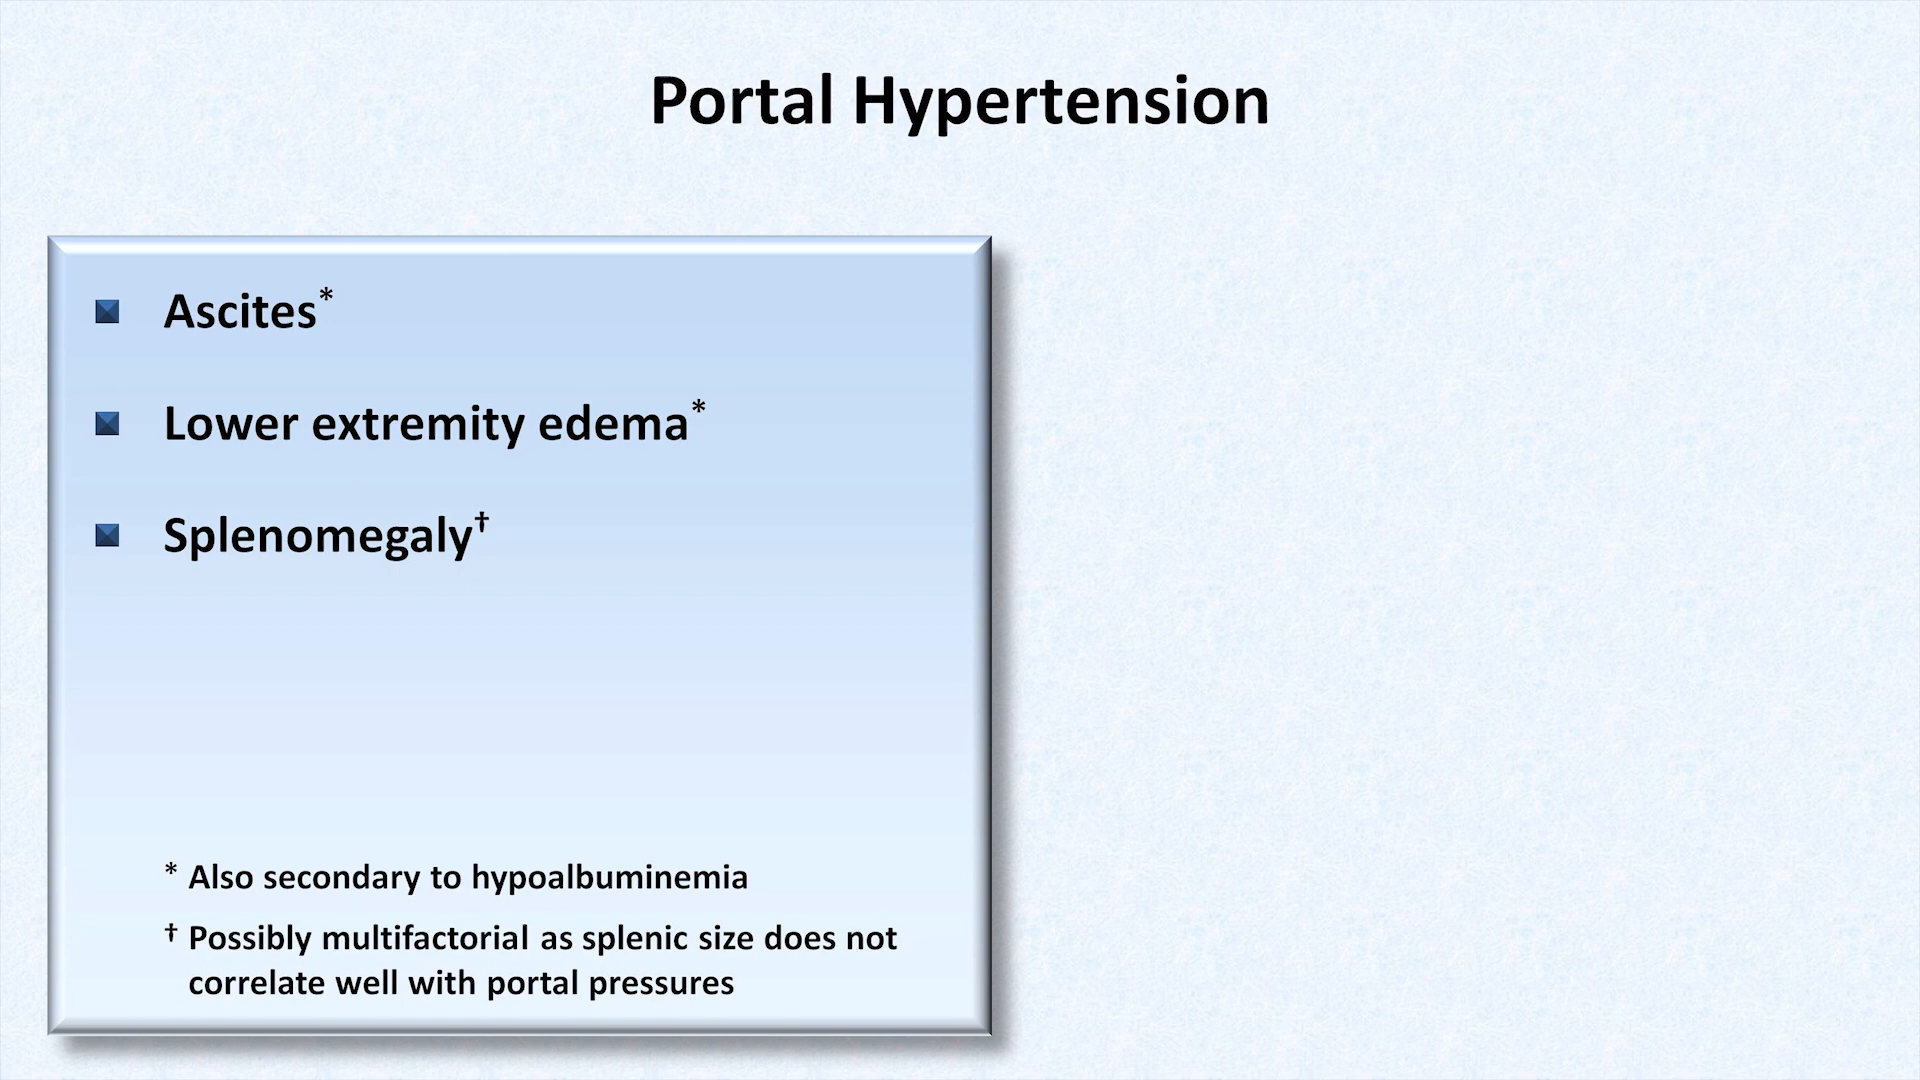 Portal Hypertension
Ascites*
Lower extremity edema*
Splenomegaly†
* Also secondary to hypoalbuminemia
† Possibly multifactorial as splenic size does not
correlate well with portal pressures